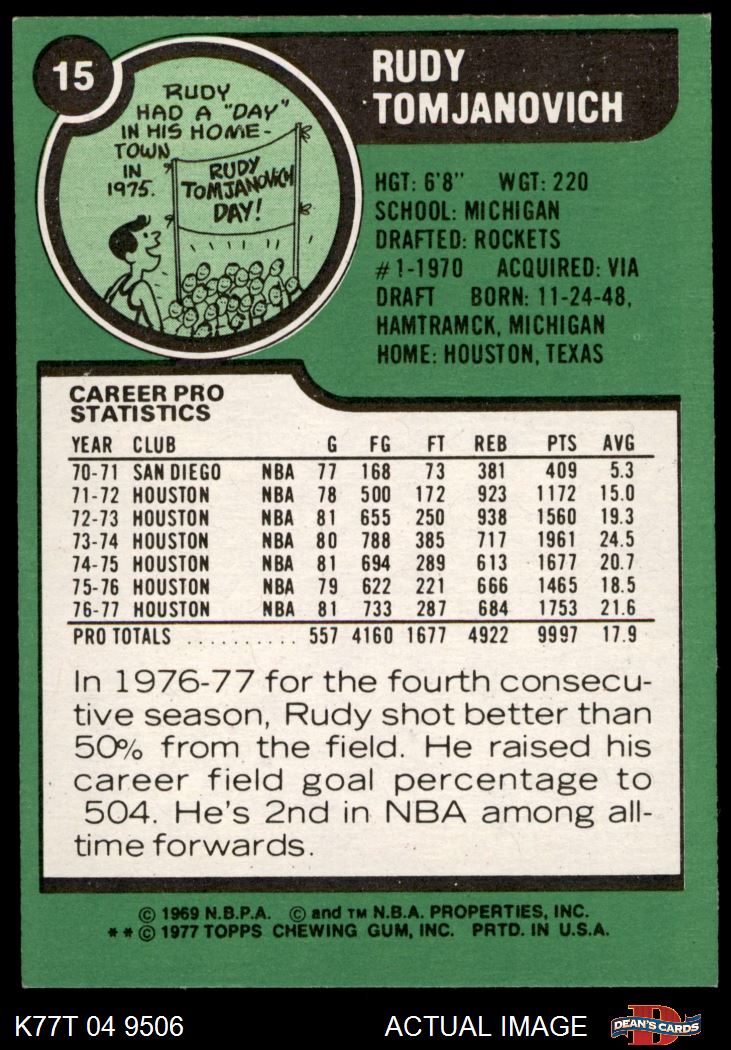 15
RUDY
TOMJANOVICH
RUDY
HAD A "DAY"
IN HIS HOME-
TOWN
IN
1975.
RUDY
TOMJANOVICH
DAY!
HGT: 6'8" WGT: 220
SCHOOL: MICHIGAN
DRAFTED: ROCKETS
#1-1970 ACQUIRED: VIA
DRAFT BORN: 11-24-48,
HAMTRAMCK, MICHIGAN
HOME: HOUSTON, TEXAS
CAREER PRO
STATISTICS
YEAR CLUB G FG FT REB PTS AVG
70-71 SAN DIEGO NBA 77 168 73 381 409 5.3
71-72 HOUSTON NBA 78 500 172 923 1172 15.0
72-73 HOUSTON NBA 81 655 250 938 1560 19.3
73-74 HOUSTON NBA 80 788 385 717 1961 24.5
74-75 HOUSTON NBA 81 694 289 613 1677 20.7
75-76 HOUSTON NBA 79 622 221 666 1465 18.5
76-77 HOUSTON NBA 81 733 287 684 1753 21.6
PRO TOTALS .......... 557 4160 1677 4922 9997 17.9
In 1976-77 for the fourth consecu-
tive season, Rudy shot better than
50% from the field. He raised his
career field goal percentage to
504. He's 2nd in NBA among all-
time forwards.
© 1969 N.B.P.A. © and TM N.B.A. PROPERTIES, INC.
** © 1977 TOPPS CHEWING GUM, INC. PRTD. IN U.S.A.
K77T 04 9506 ACTUAL IMAGE
D
DEAN'S CARDS